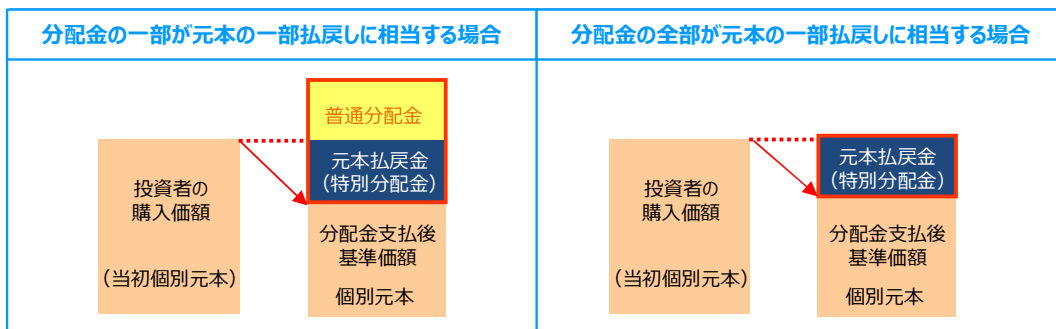 分配金の一部が元本の一部払戻しに相当する場合
分配金の全部が元本の一部払戻しに相当する場合
普通分配金
元本払戻金
（特別分配金）
投資者の
購入価額
（当初個別元本）
分配金支払後
基準価額
個別元本
元本払戻金
（特別分配金）
投資者の
購入価額
（当初個別元本）
分配金支払後
基準価額
個別元本